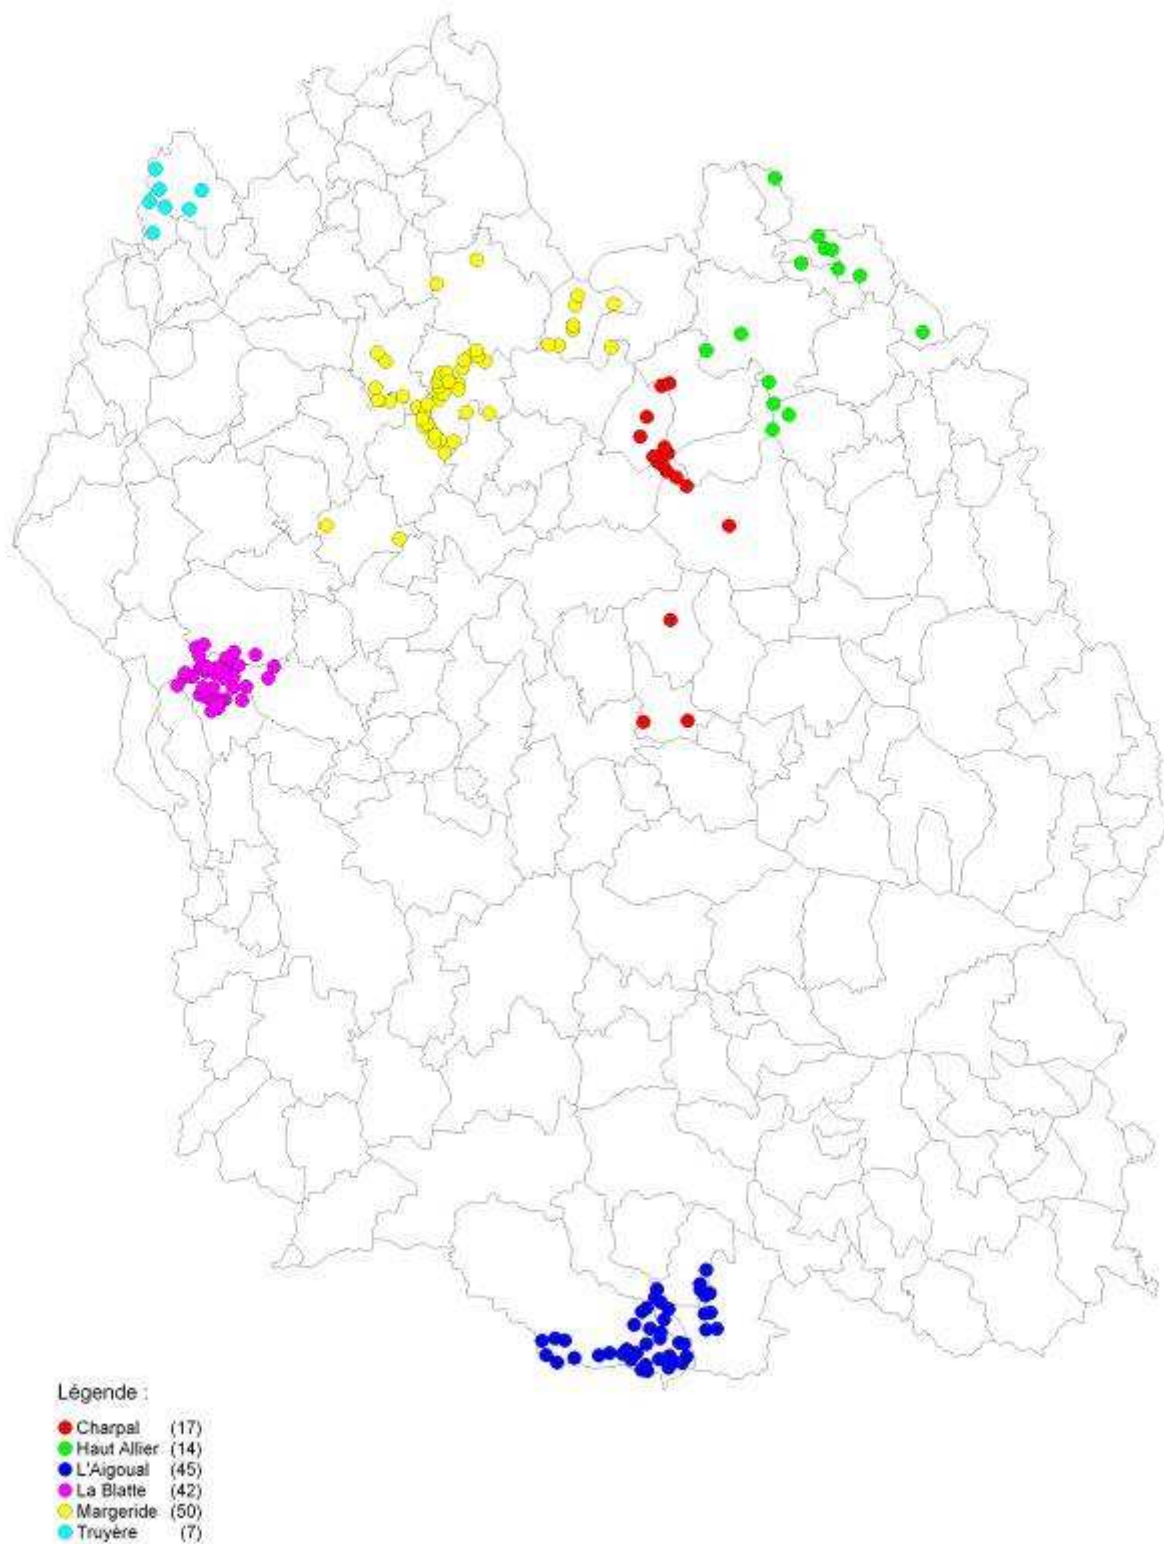 Légende :
Charpal (17)
Haut Allier (14)
L'Aigoual (45)
La Blatte (42)
Margeride (50)
Truyère (7)